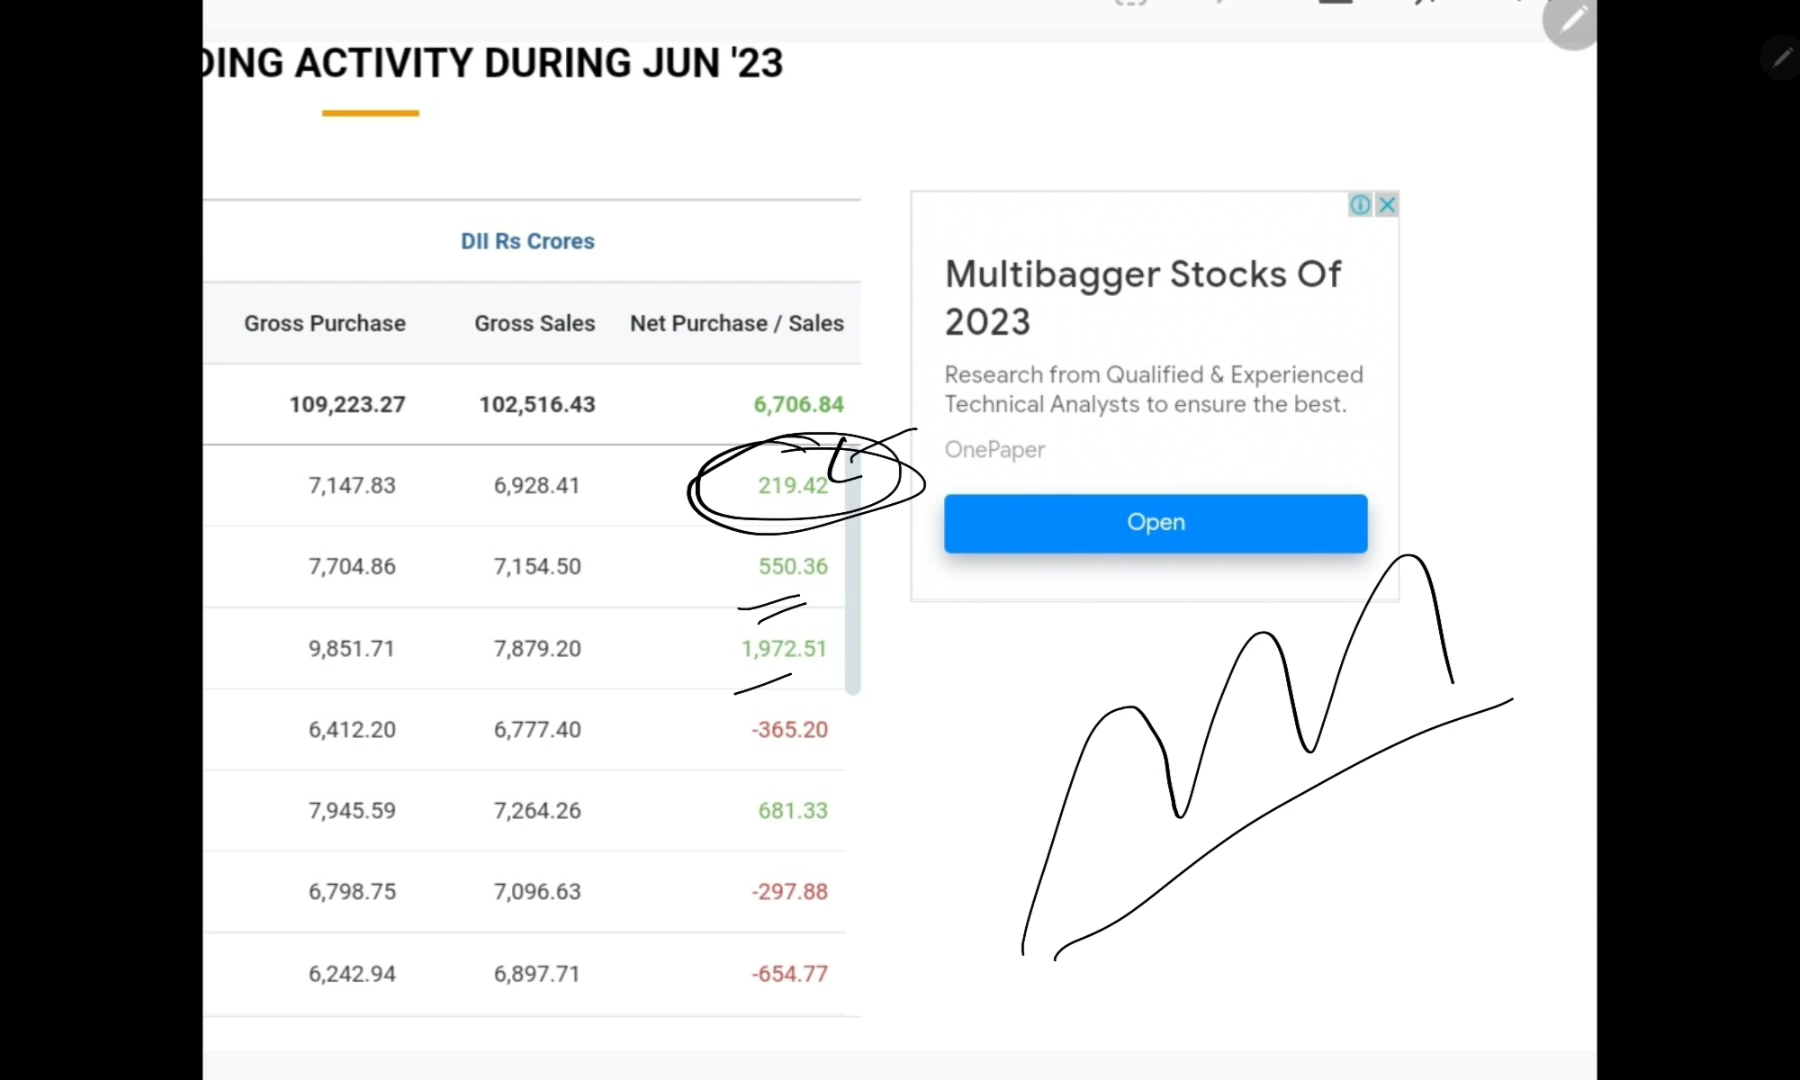 DING ACTIVITY DURING JUN '23
DII Rs Crores
Gross Purchase Gross Sales Net Purchase / Sales
109,223.27 102,516.43 6,706.84
7,147.83 6,928.41 219.42
7,704.86 7,154.50 550.36
9,851.71 7,879.20 1,972.51
6,412.20 6,777.40 -365.20
7,945.59 7,264.26 681.33
6,798.75 7,096.63 -297.88
6,242.94 6,897.71 -654.77
Multibagger Stocks Of
2023
Research from Qualified & Experienced
Technical Analysts to ensure the best.
OnePaper
Open